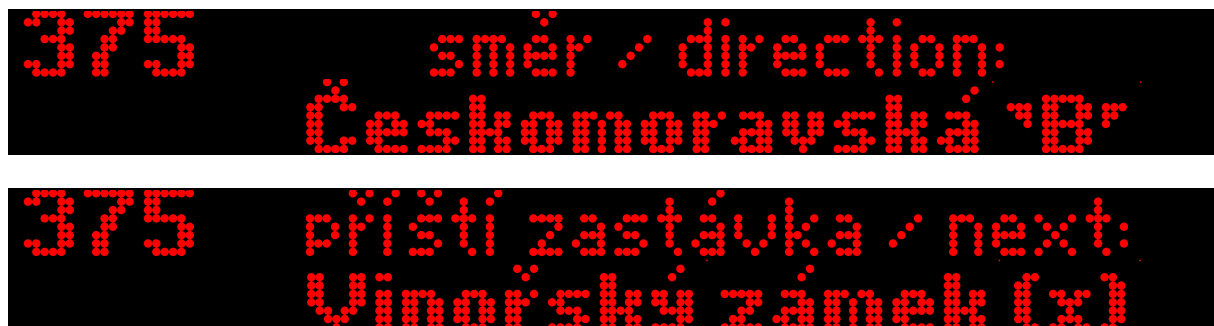 375 směr / direction:
Českomoravská "B"
375 příští zastávka / next:
Vinořský zámek (x)